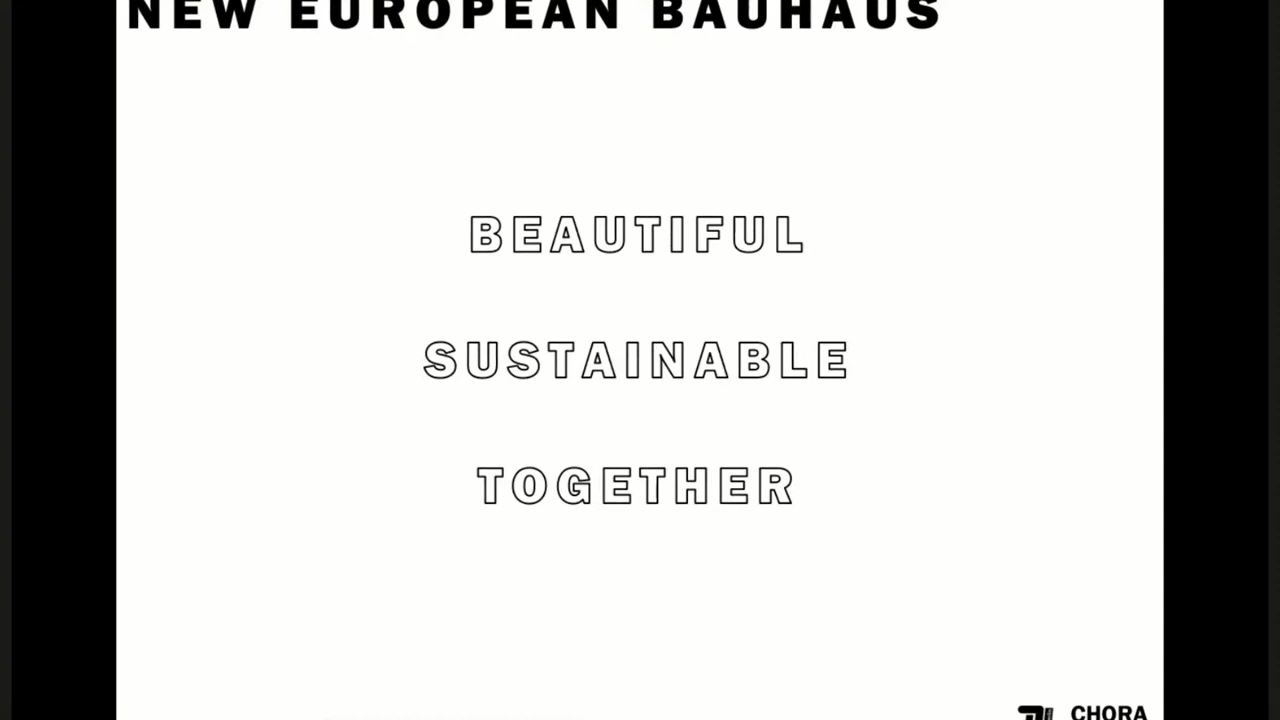 NEW EUROPEAN BAUHAUS
BEAUTIFUL
SUSTAINABLE
TOGETHER
CHORA